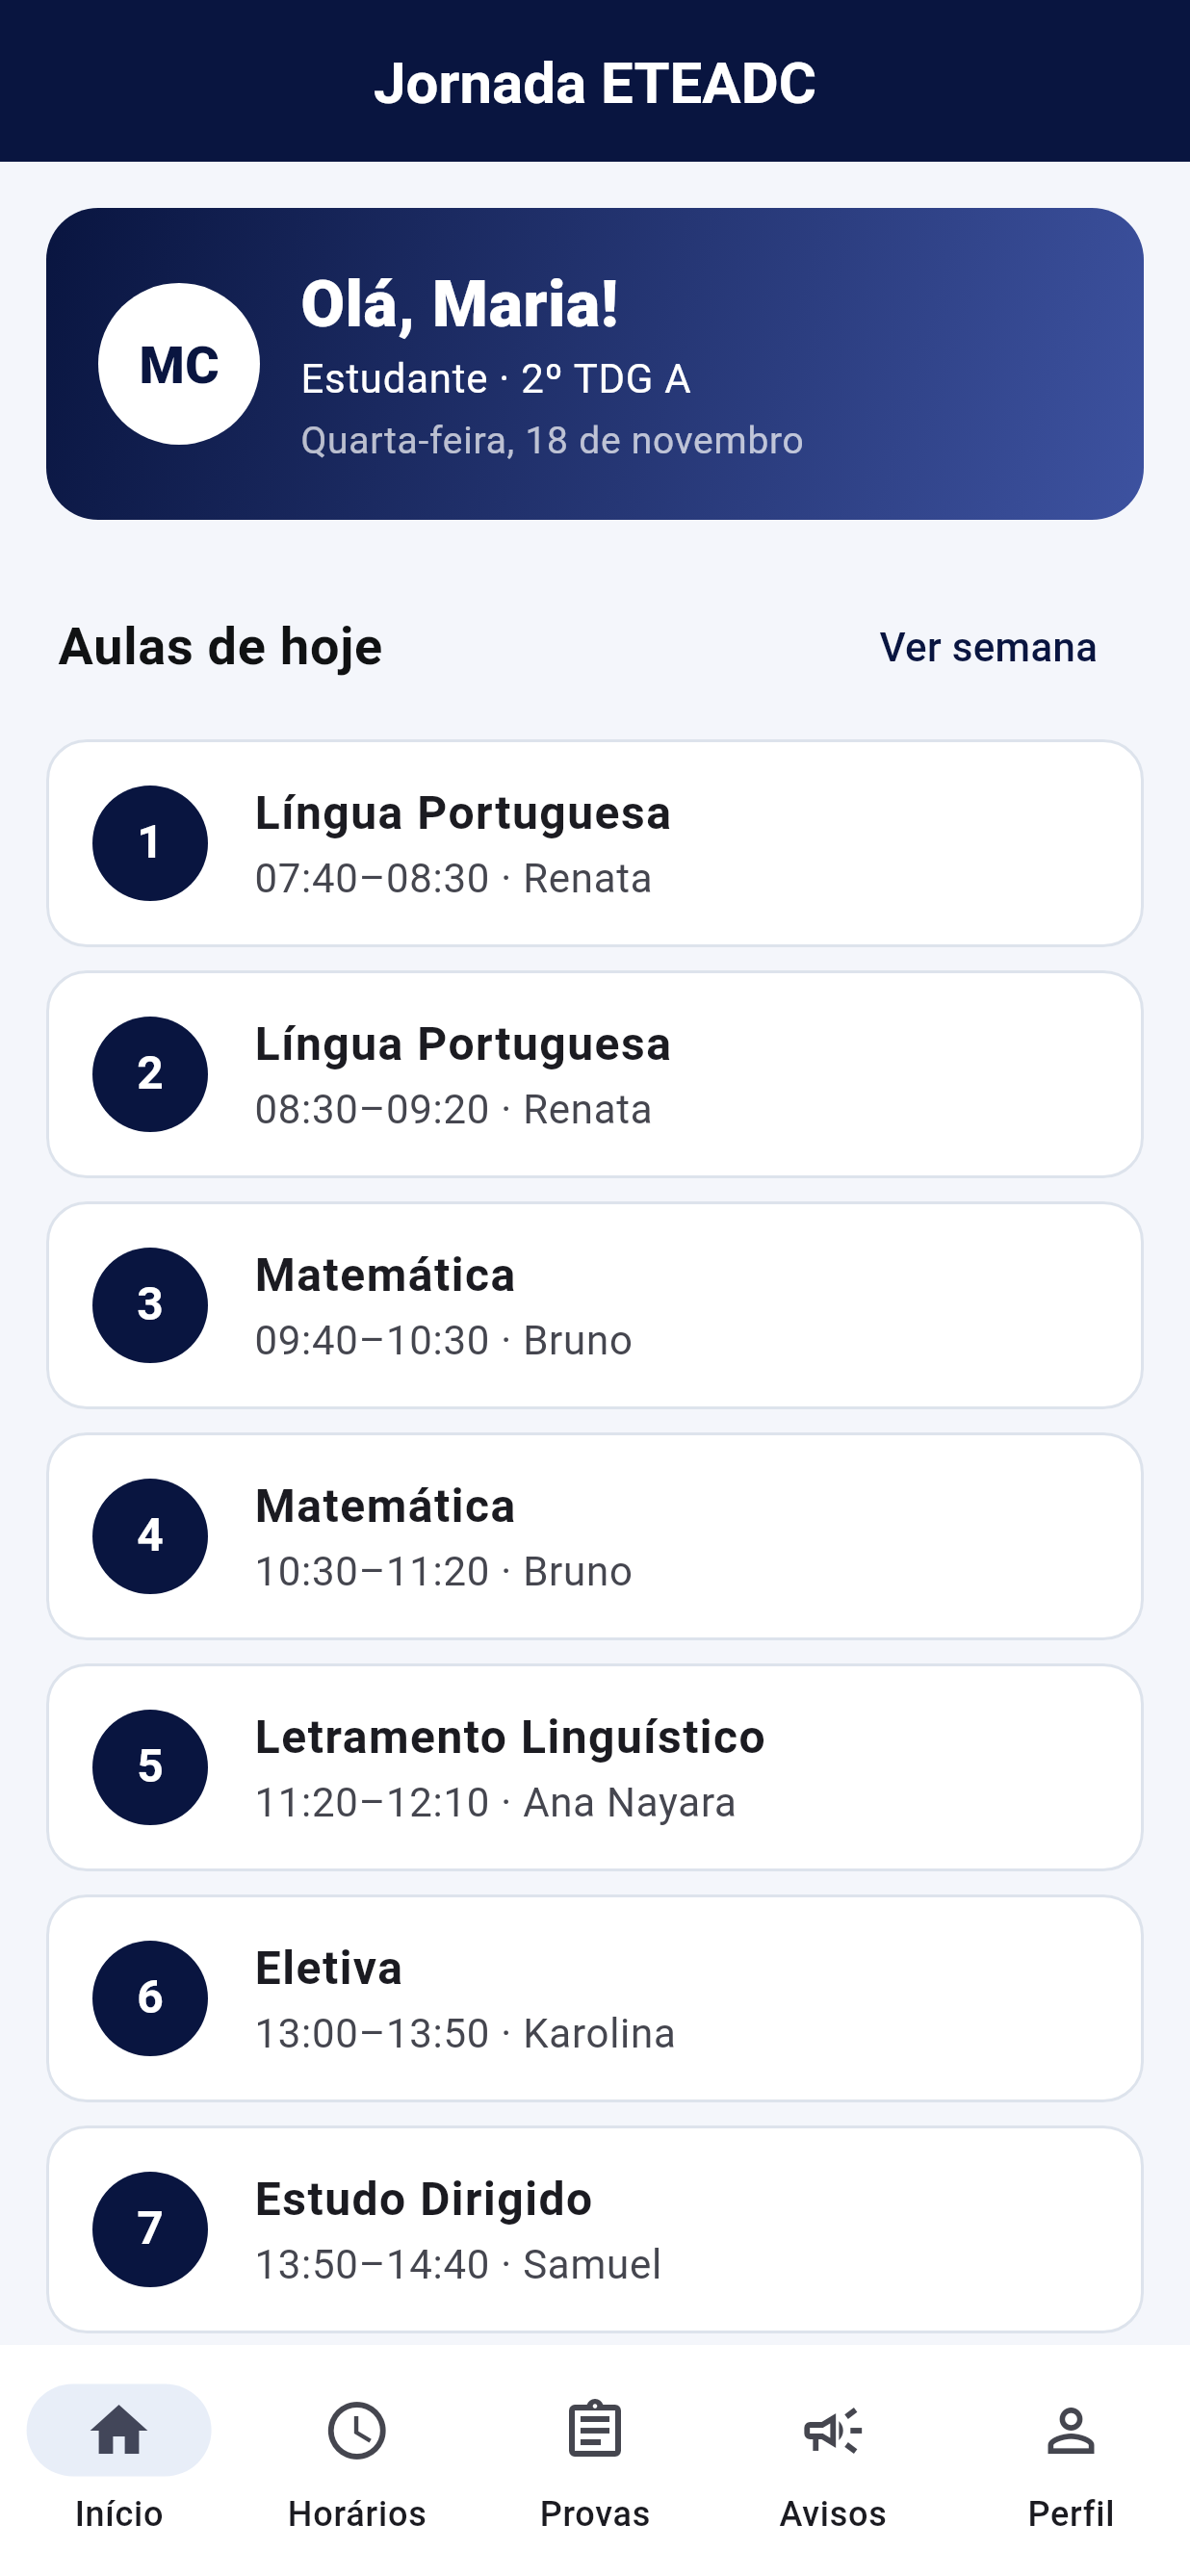 Jornada ETEADC
MC
Olá, Maria!
Estudante · 2º TDG A
Quarta-feira, 18 de novembro
Aulas de hoje
Ver semana
1
Língua Portuguesa
07:40–08:30 · Renata
2
Língua Portuguesa
08:30–09:20 · Renata
3
Matemática
09:40–10:30 · Bruno
4
Matemática
10:30–11:20 · Bruno
5
Letramento Linguístico
11:20–12:10 · Ana Nayara
6
Eletiva
13:00–13:50 · Karolina
7
Estudo Dirigido
13:50–14:40 · Samuel
Início
Horários
Provas
Avisos
Perfil